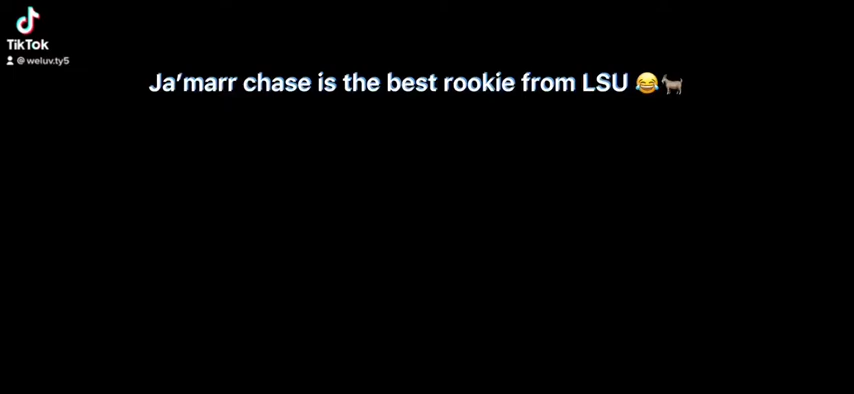 TikTok
@weluv.ty5
Ja’marr chase is the best rookie from LSU 😂🐐